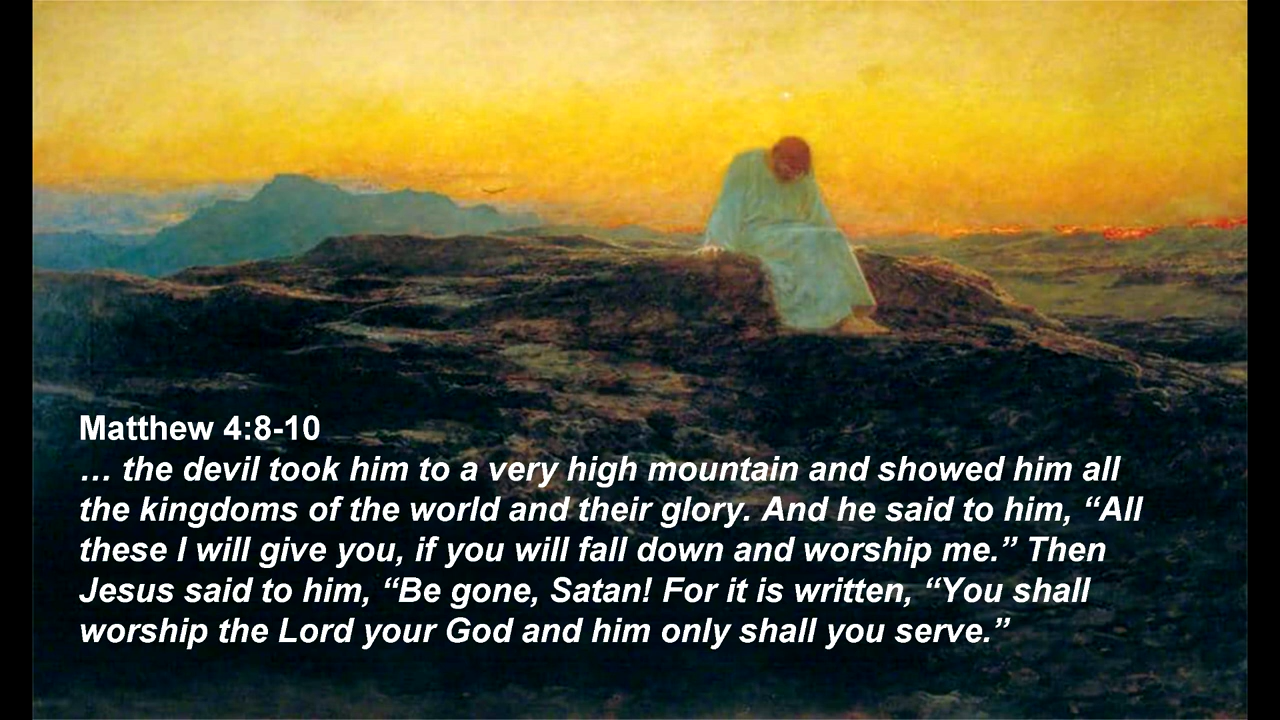 Matthew 4:8-10
… the devil took him to a very high mountain and showed him all
the kingdoms of the world and their glory. And he said to him, “All
these I will give you, if you will fall down and worship me.” Then
Jesus said to him, “Be gone, Satan! For it is written, “You shall
worship the Lord your God and him only shall you serve.”